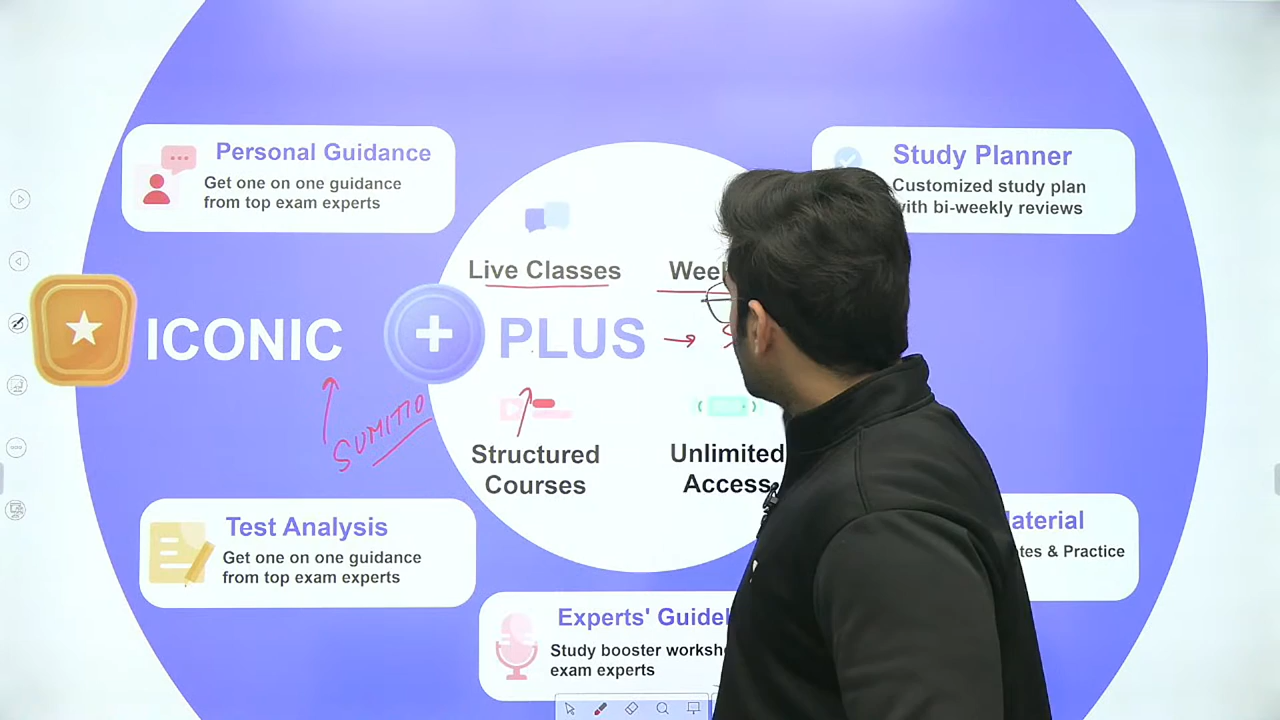 Personal Guidance
Get one on one guidance
from top exam experts
Study Planner
Customized study plan
with bi-weekly reviews
Live Classes
ICONIC
PLUS
SUMIT10
Structured
Courses
Unlimited
Access
Test Analysis
Get one on one guidance
from top exam experts
& Practice
Experts'
Study booster
exam experts